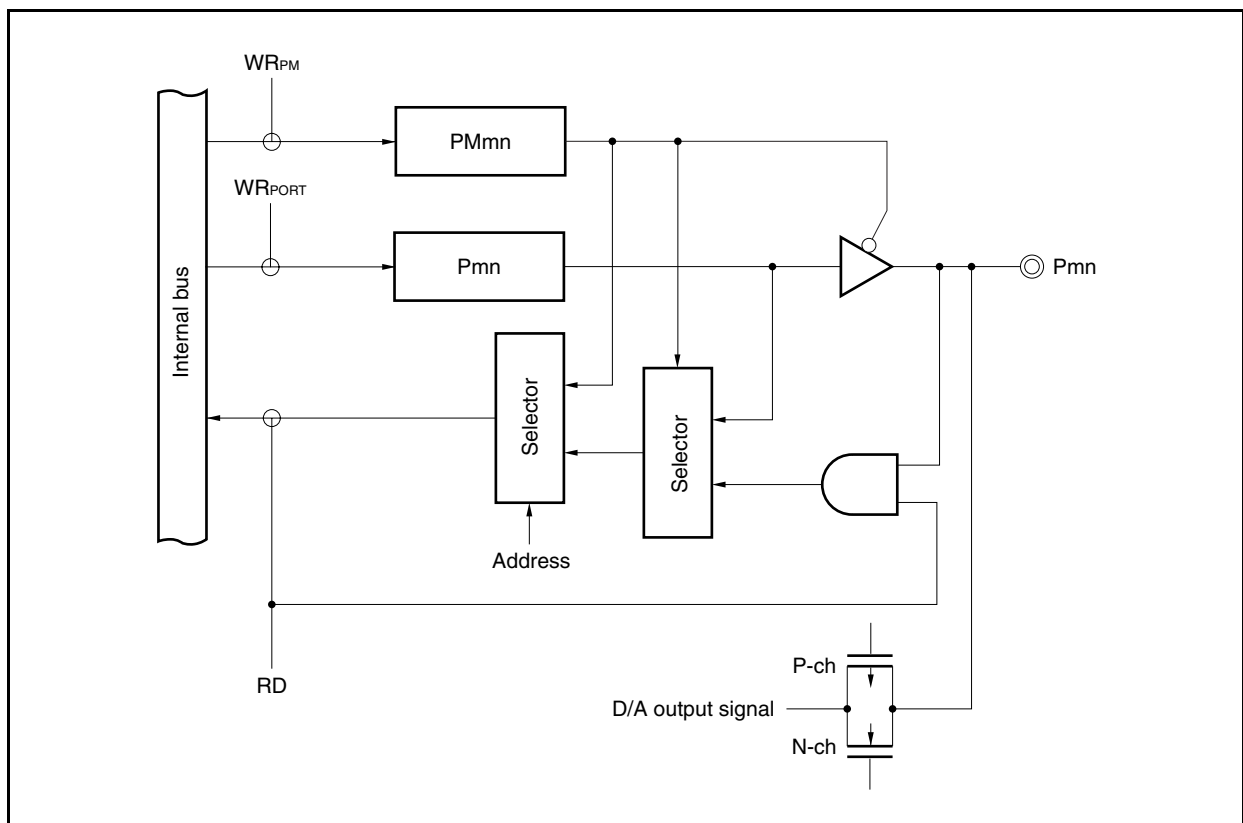 WRPM
PMmn
WRPORT
Pmn
Pmn
Internal bus
Selector
Selector
Address
RD
P-ch
D/A output signal
N-ch